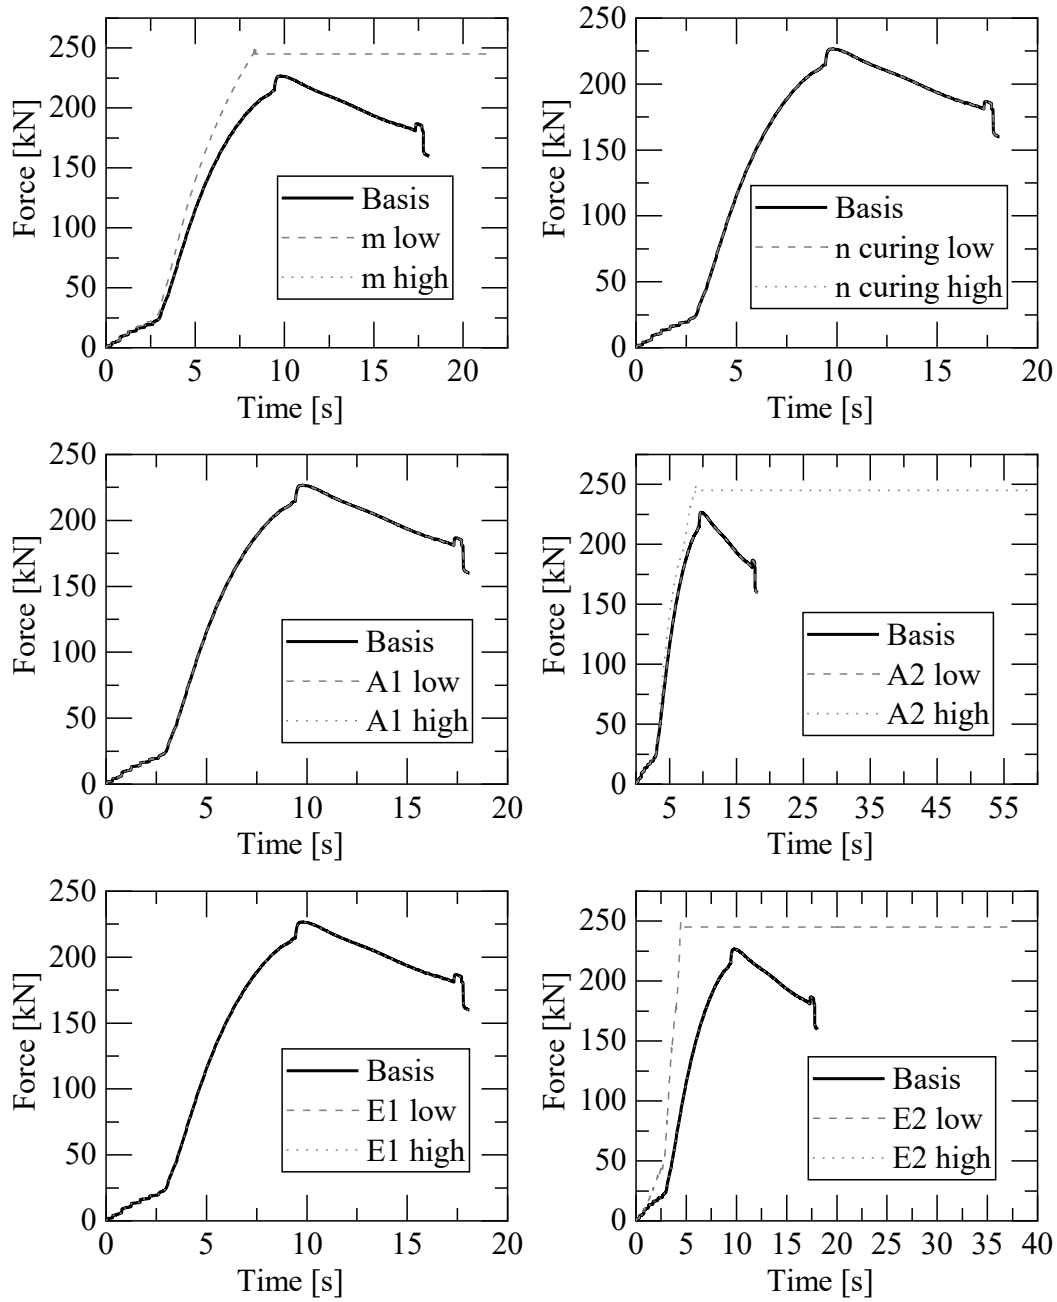 250
200
150
100
50
0
Force [kN]
Basis
m low
m high
0 5 10 15 20
Time [s]
250
200
150
100
50
0
Force [kN]
Basis
n curing low
n curing high
0 5 10 15 20
Time [s]
250
200
150
100
50
0
Force [kN]
Basis
A1 low
A1 high
0 5 10 15 20
Time [s]
250
200
150
100
50
0
Force [kN]
Basis
A2 low
A2 high
5 15 25 35 45 55
Time [s]
250
200
150
100
50
0
Force [kN]
Basis
E1 low
E1 high
0 5 10 15 20
Time [s]
250
200
150
100
50
0
Force [kN]
Basis
E2 low
E2 high
0 5 10 15 20 25 30 35 40
Time [s]